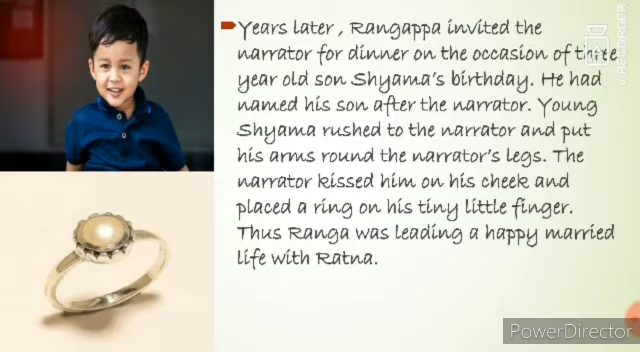 Years later , Rangappa invited the
narrator for dinner on the occasion of three
year old son Shyama's birthday. He had
named his son after the narrator. Young
Shyama rushed to the narrator and put
his arms round the narrator's legs. The
narrator kissed him on his cheek and
placed a ring on his tiny little finger.
Thus Ranga was leading a happy married
life with Ratna.
RECORDER
PowerDirector